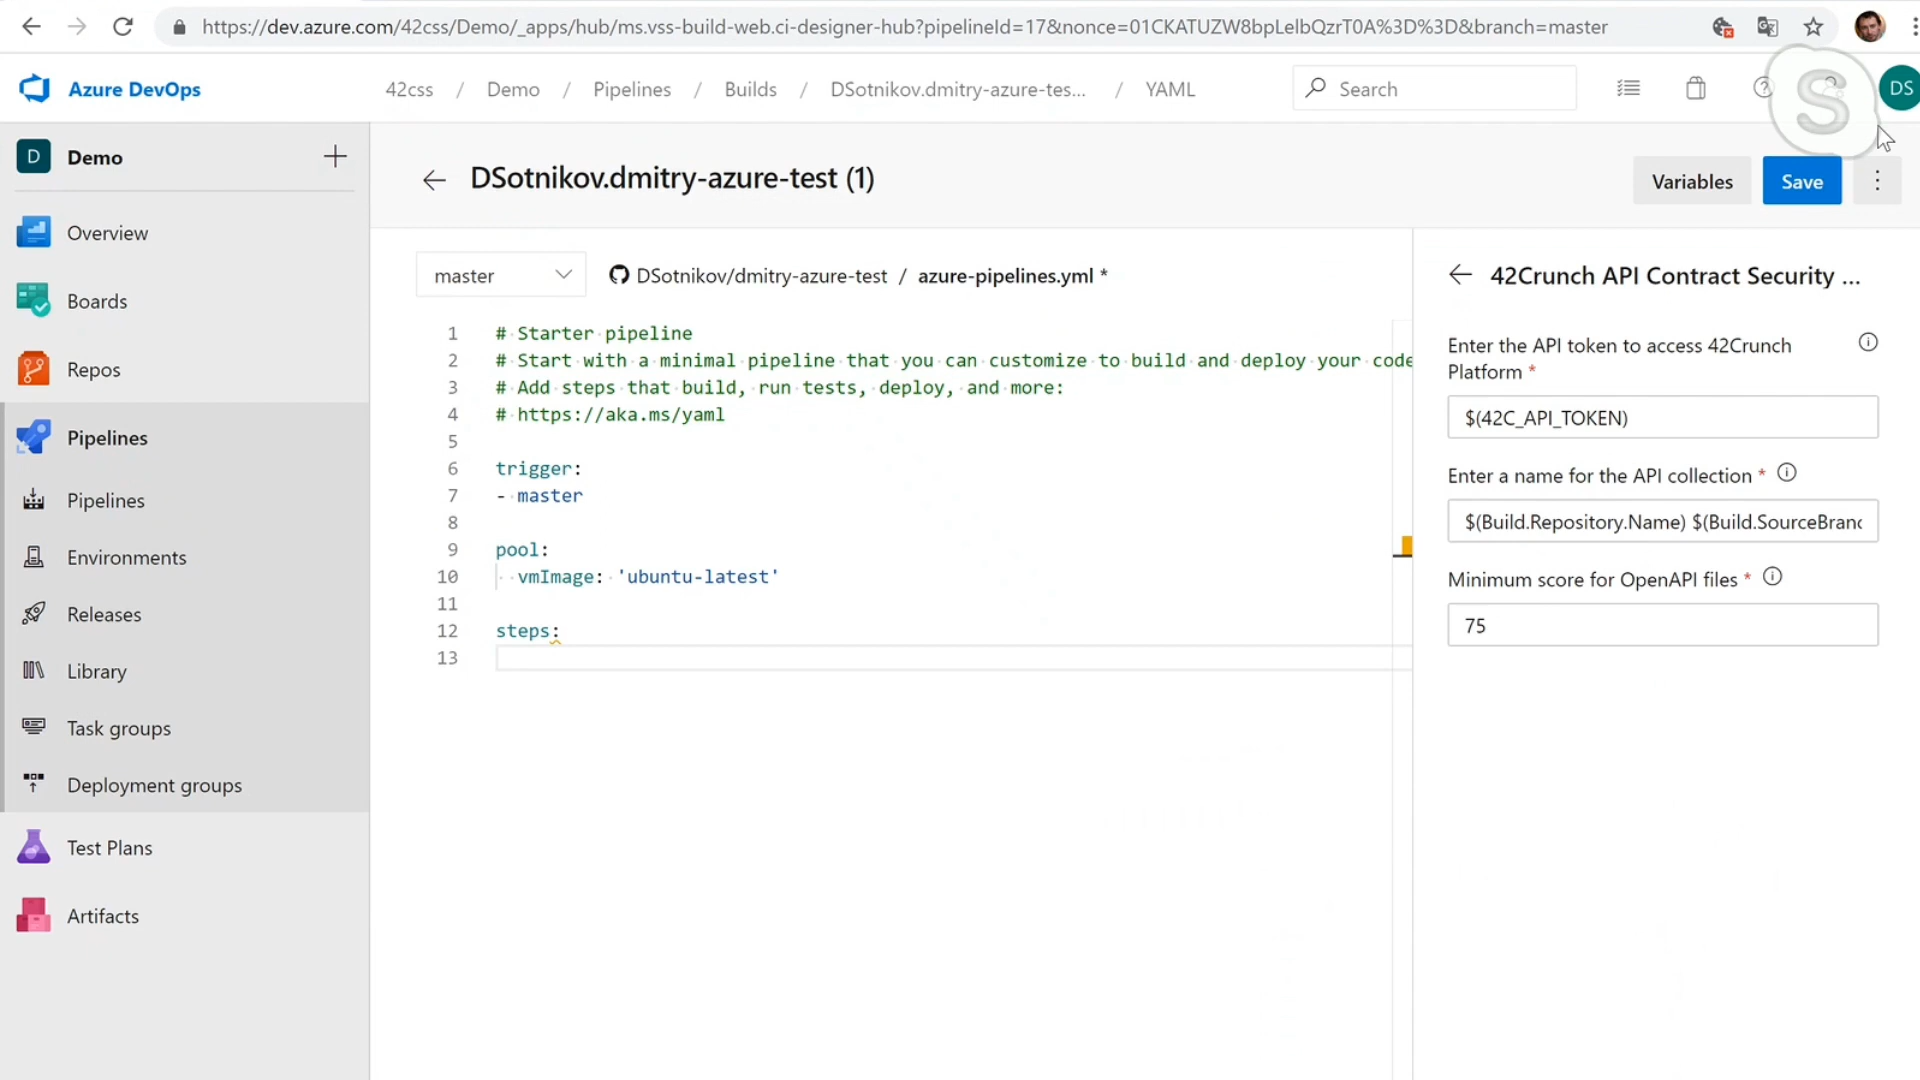 https://dev.azure.com/42css/Demo/_apps/hub/ms.vss-build-web.ci-designer-hub?pipelineId=17&nonce=01CKATUZW8bpLelbQzrT0A%3D%3D&branch=master
Azure DevOps
42css / Demo / Pipelines / Builds / DSotnikov.dmitry-azure-tes... / YAML
Search
DS
D Demo
Overview
Boards
Repos
Pipelines
Pipelines
Environments
Releases
Library
Task groups
Deployment groups
Test Plans
Artifacts
DSotnikov.dmitry-azure-test (1)
Variables
Save
master
DSotnikov/dmitry-azure-test / azure-pipelines.yml *
1 # Starter pipeline
2 # Start with a minimal pipeline that you can customize to build and deploy your code
3 # Add steps that build, run tests, deploy, and more:
4 # https://aka.ms/yaml
5
6 trigger:
7 - master
8
9 pool:
10 vmImage: 'ubuntu-latest'
11
12 steps:
13
42Crunch API Contract Security ...
Enter the API token to access 42Crunch
Platform *
$(42C_API_TOKEN)
Enter a name for the API collection *
$(Build.Repository.Name) $(Build.SourceBranc
Minimum score for OpenAPI files *
75